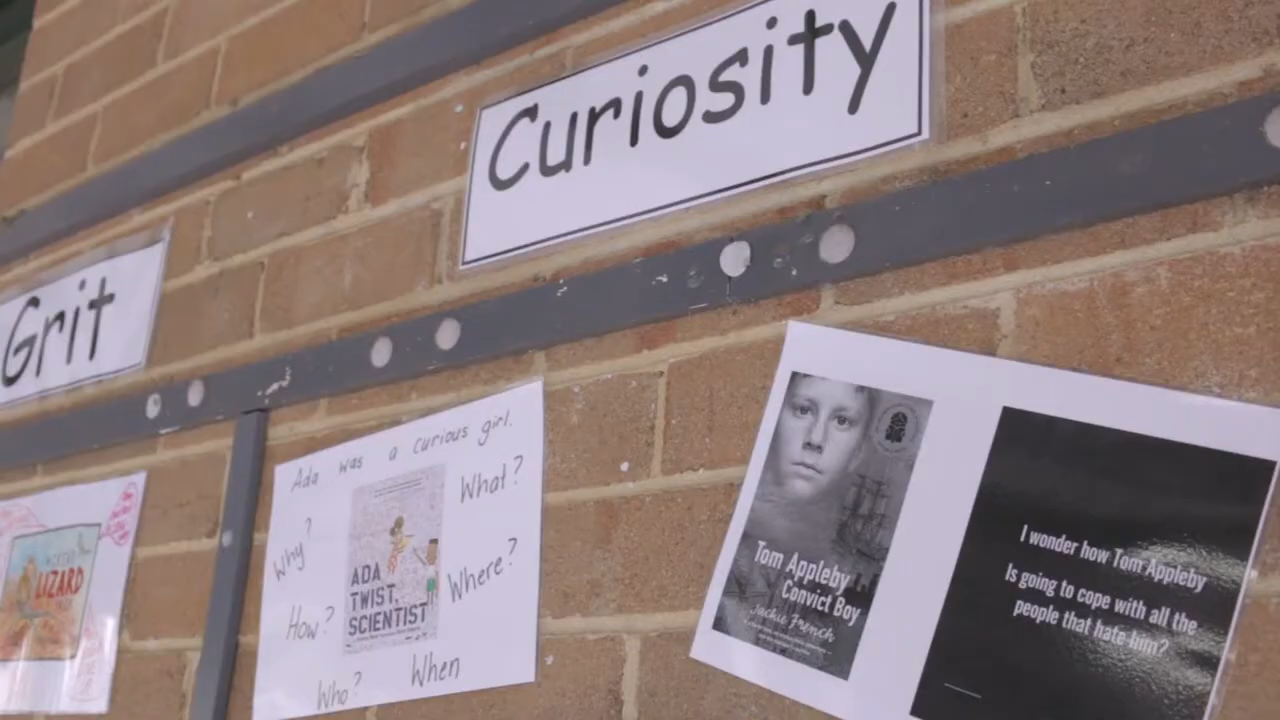 Curiosity
Grit
LIZARD
Ada was a curious girl.
What?
Why?
Where?
How?
When
Who?
ADA
TWIST,
SCIENTIST
Tom Appleby
Convict Boy
Jackie French
I wonder how Tom Appleby
Is going to cope with all the
people that hate him?